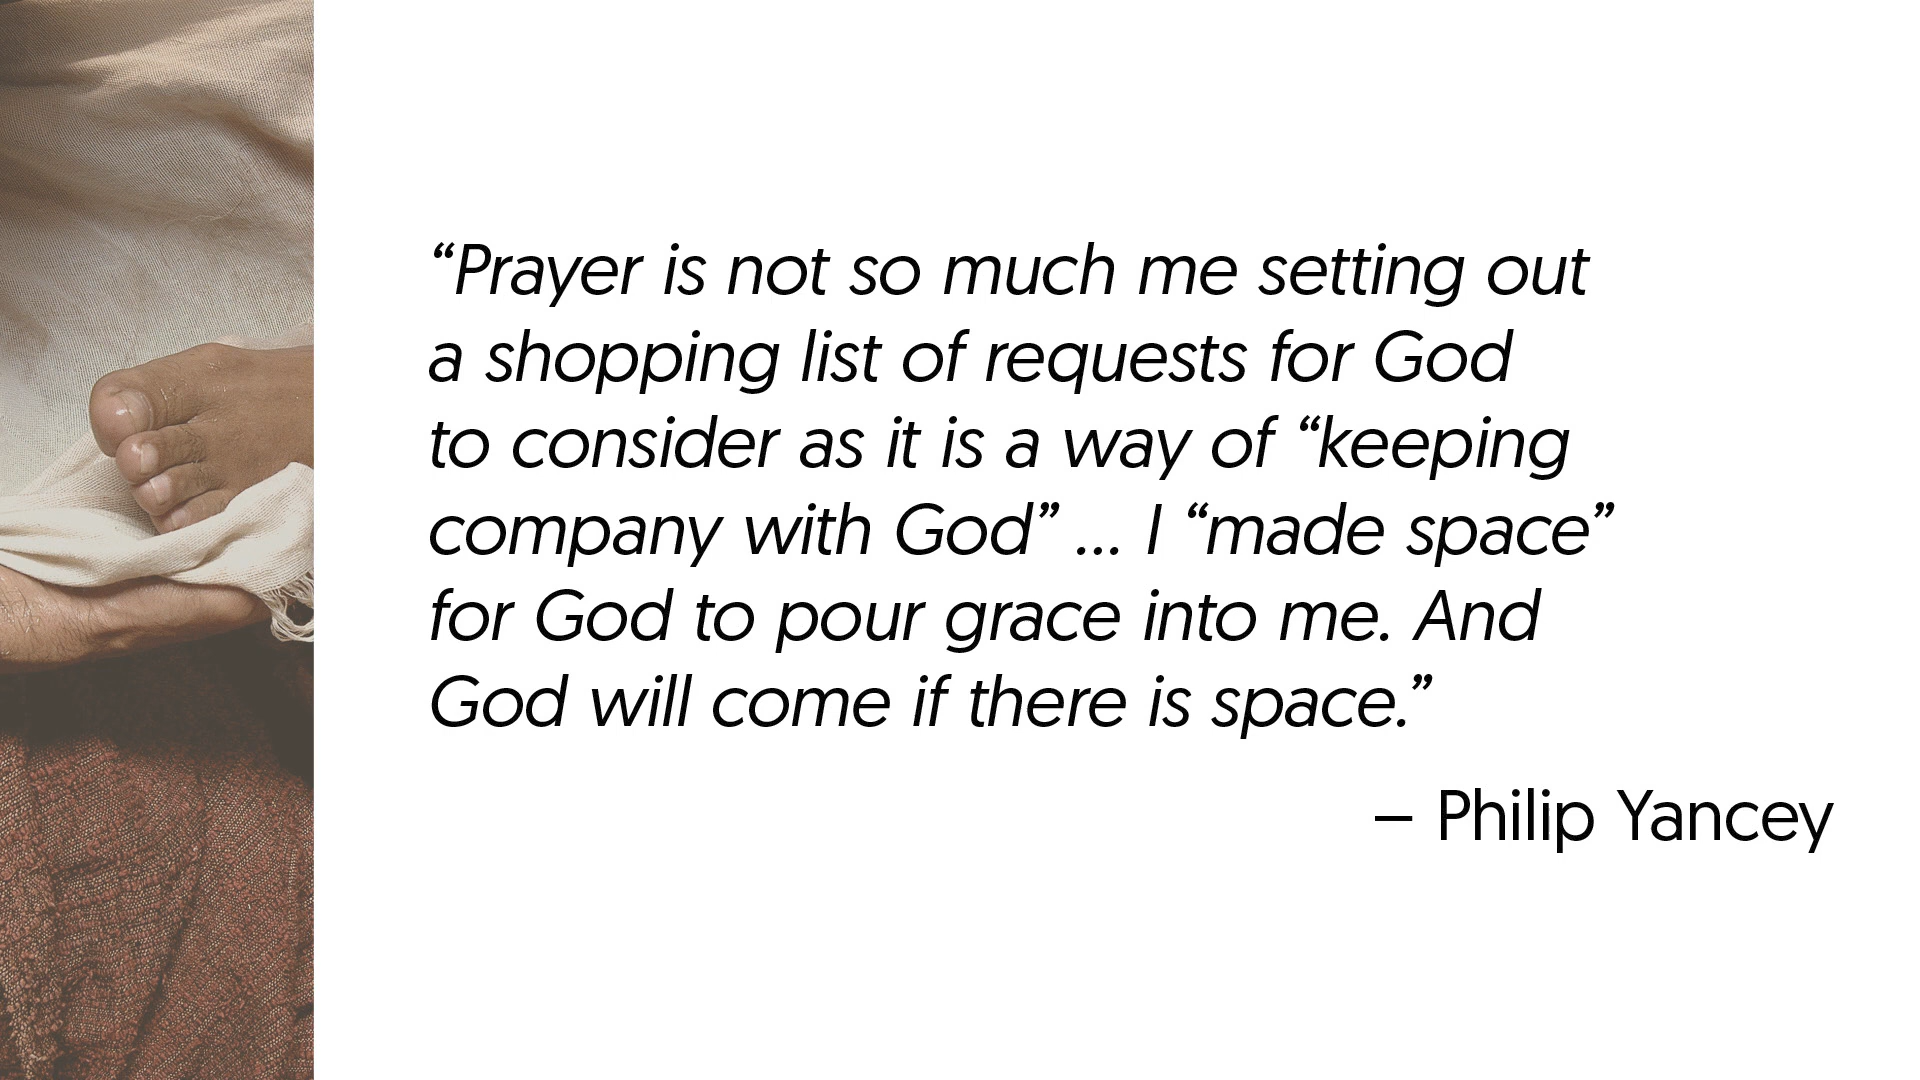 “Prayer is not so much me setting out
a shopping list of requests for God
to consider as it is a way of “keeping
company with God” ... I “made space”
for God to pour grace into me. And
God will come if there is space.”
– Philip Yancey